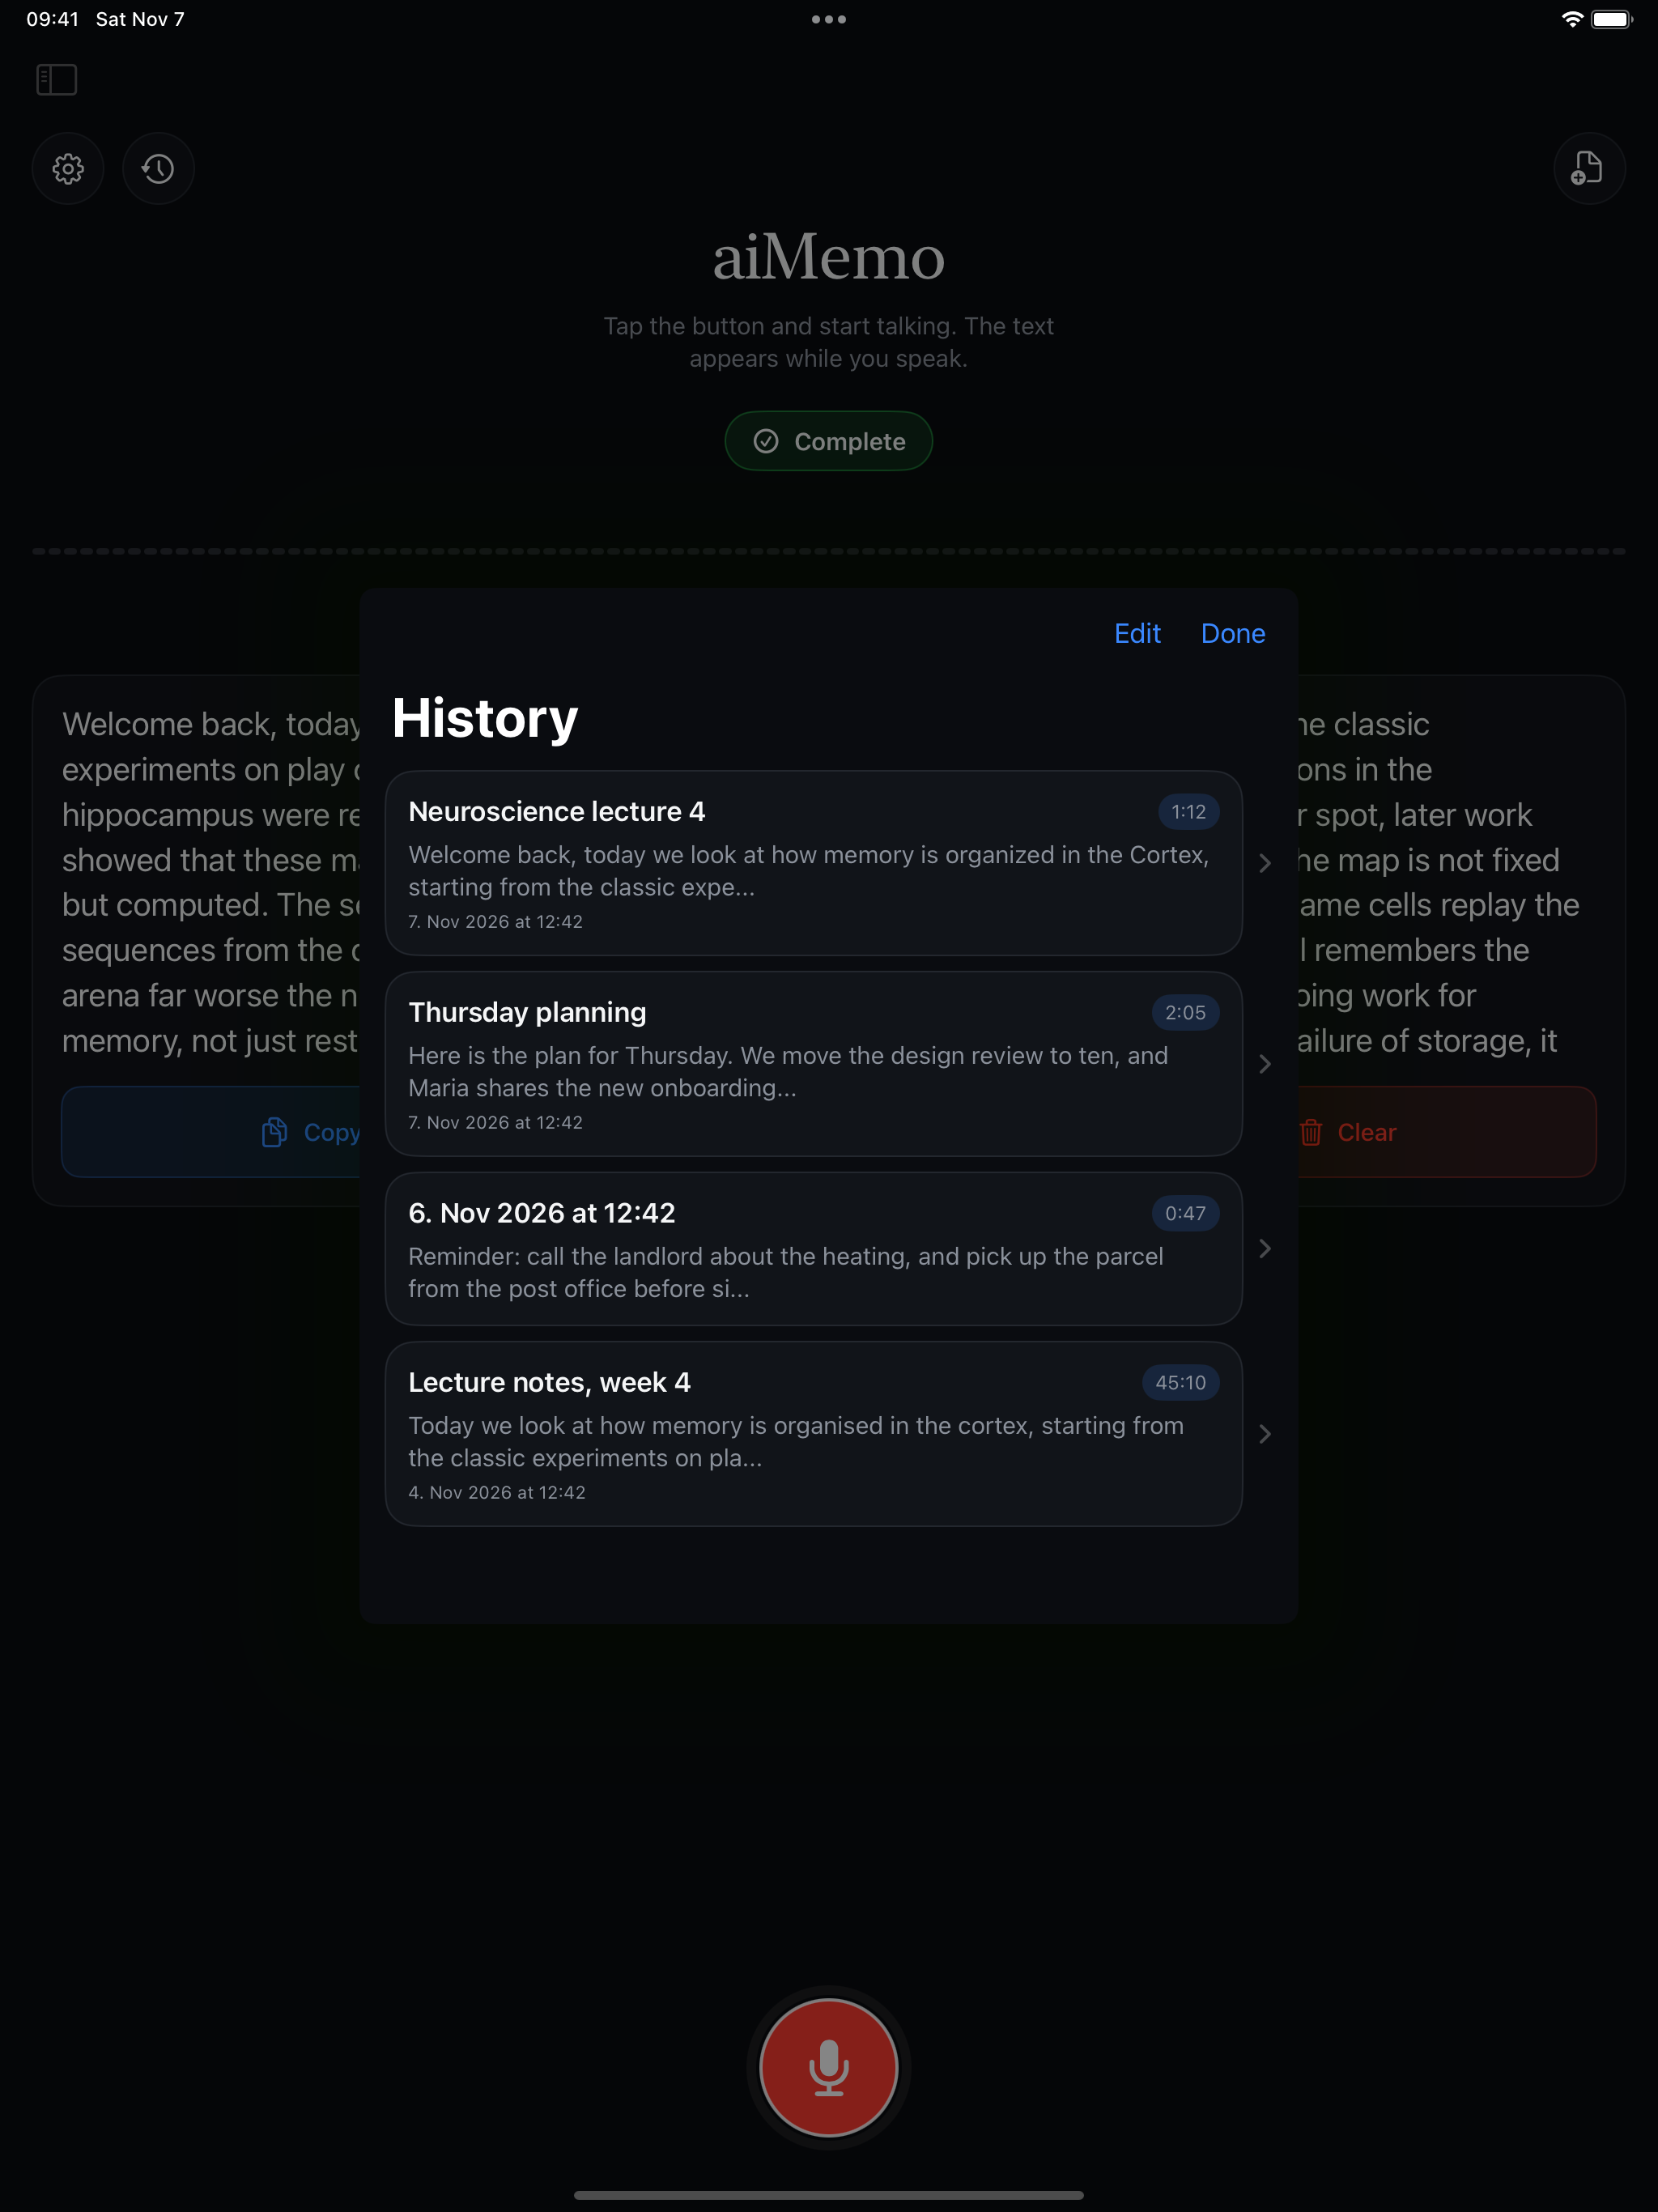 09:41 Sat Nov 7
aiMemo
Tap the button and start talking. The text
appears while you speak.
Complete
Edit Done
History
Neuroscience lecture 4
1:12
Welcome back, today we look at how memory is organized in the Cortex,
starting from the classic expe...
7. Nov 2026 at 12:42
Thursday planning
2:05
Here is the plan for Thursday. We move the design review to ten, and
Maria shares the new onboarding...
7. Nov 2026 at 12:42
6. Nov 2026 at 12:42
0:47
Reminder: call the landlord about the heating, and pick up the parcel
from the post office before si...
Lecture notes, week 4
45:10
Today we look at how memory is organised in the cortex, starting from
the classic experiments on pla...
4. Nov 2026 at 12:42
Welcome back, today
experiments on play
hippocampus were
showed that these
but computed. The
sequences from the
arena far worse the
memory, not just rest
classic
in the
spot, later work
map is not fixed
cells replay the
remembers the
work for
of storage, it
Copy
Clear